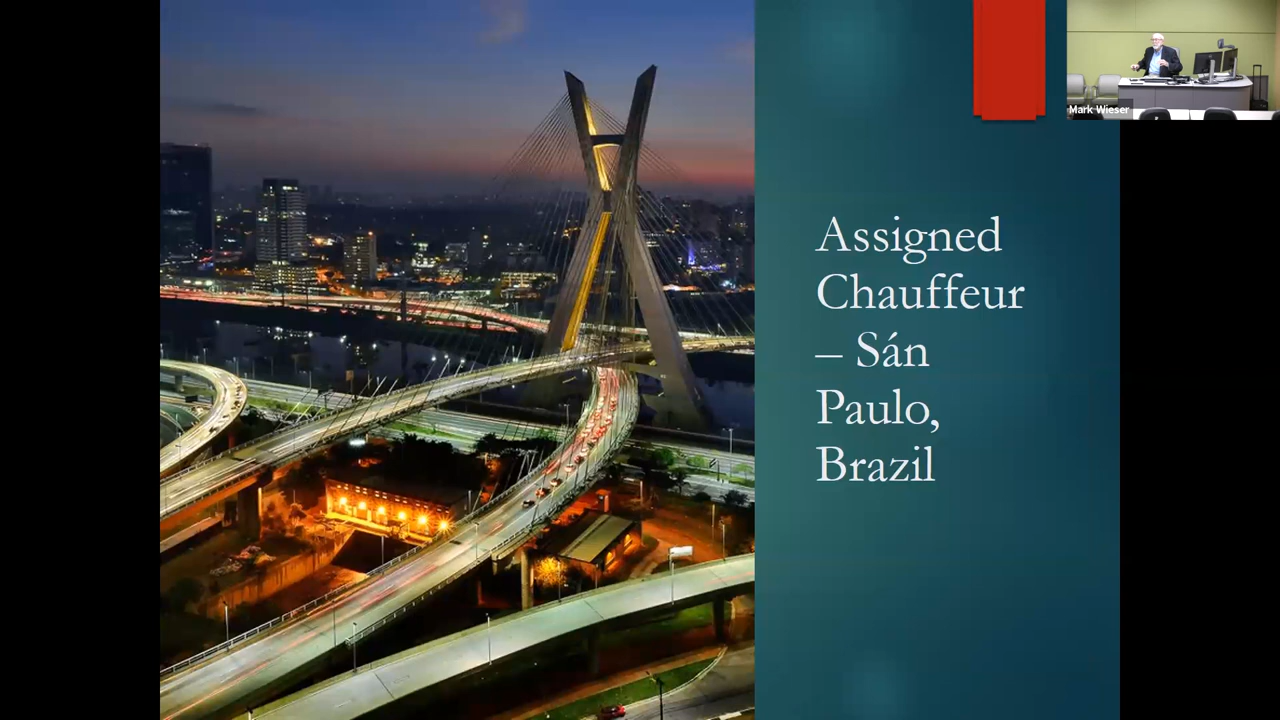 Mark Wieser
Assigned
Chauffeur
– Sán
Paulo,
Brazil